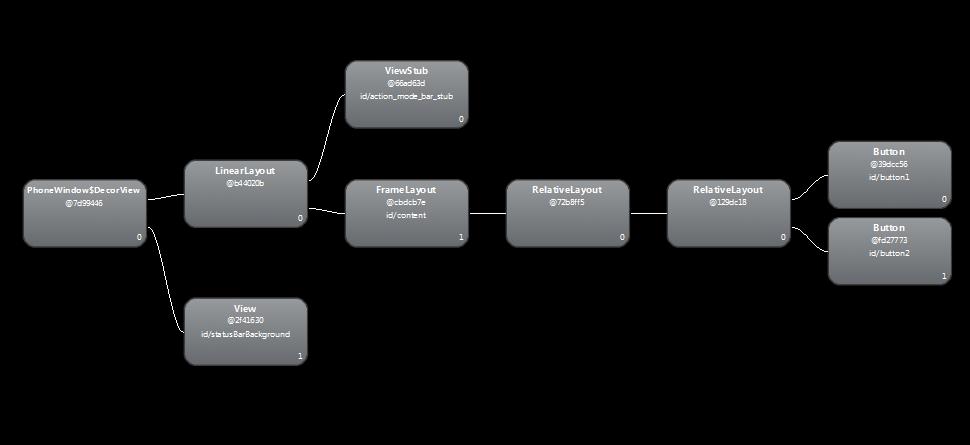 ViewStub
@66ad63d
id/action_mode_bar_stub
0
Button
@39dcc56
id/button1
0
LinearLayout
@b44020b
0
PhoneWindow$DecorView
@7d99446
0
FrameLayout
@cbdcb7e
id/content
1
RelativeLayout
@72b8ff5
0
RelativeLayout
@129dc18
0
Button
@fd27773
id/button2
1
View
@2f41630
id/statusBarBackground
1